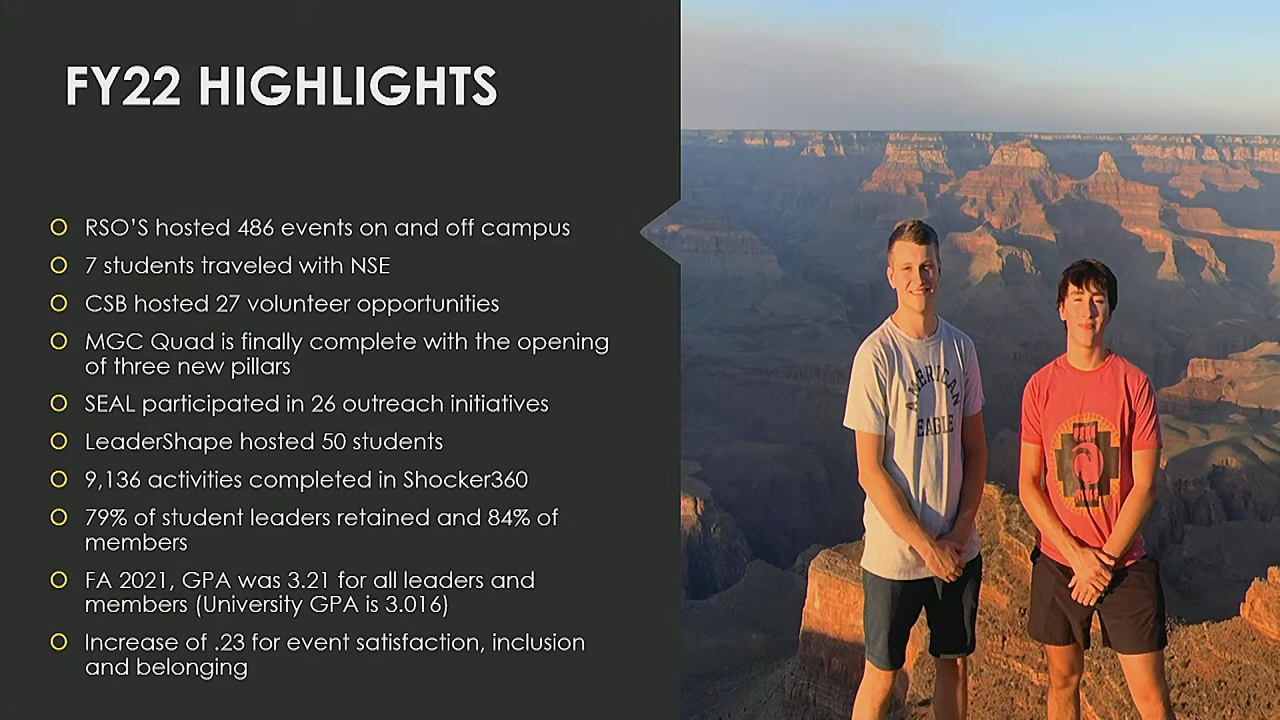 FY22 HIGHLIGHTS
RSO'S hosted 486 events on and off campus
7 students traveled with NSE
CSB hosted 27 volunteer opportunities
MGC Quad is finally complete with the opening
of three new pillars
SEAL participated in 26 outreach initiatives
LeaderShape hosted 50 students
9,136 activities completed in Shocker360
79% of student leaders retained and 84% of
members
FA 2021, GPA was 3.21 for all leaders and
members (University GPA is 3.016)
Increase of .23 for event satisfaction, inclusion
and belonging
AMERICAN
EAGLE